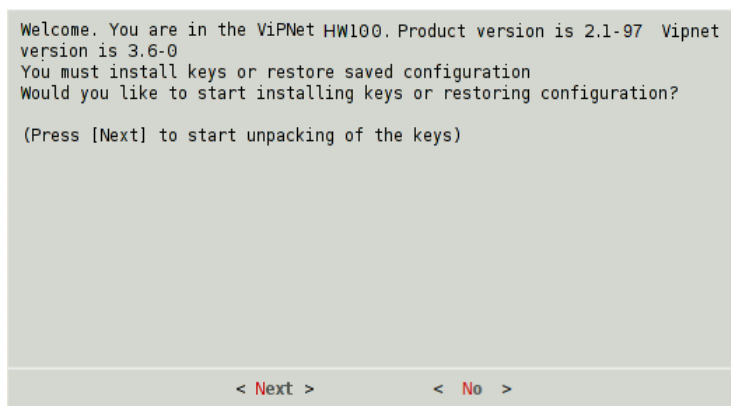 Welcome. You are in the ViPNet HW100. Product version is 2.1-97 Vipnet
version is 3.6-0
You must install keys or restore saved configuration
Would you like to start installing keys or restoring configuration?
(Press [Next] to start unpacking of the keys)
< Next > < No >